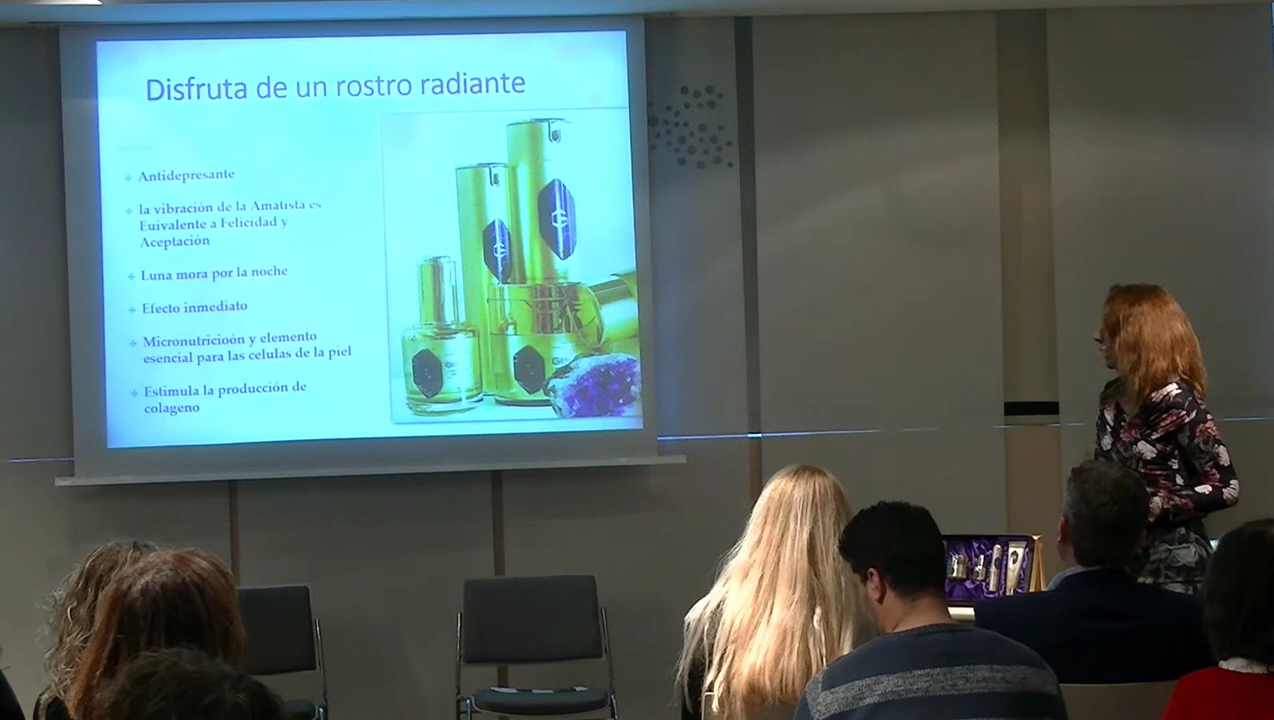 Disfruta de un rostro radiante
Antidepresante
la vibración de la Amatista es
Euivalente a Felicidad y
Aceptación
Luna mora por la noche
Efecto inmediato
Micronutricioón y elemento
esencial para las celulas de la piel
Estimula la producción de
colageno